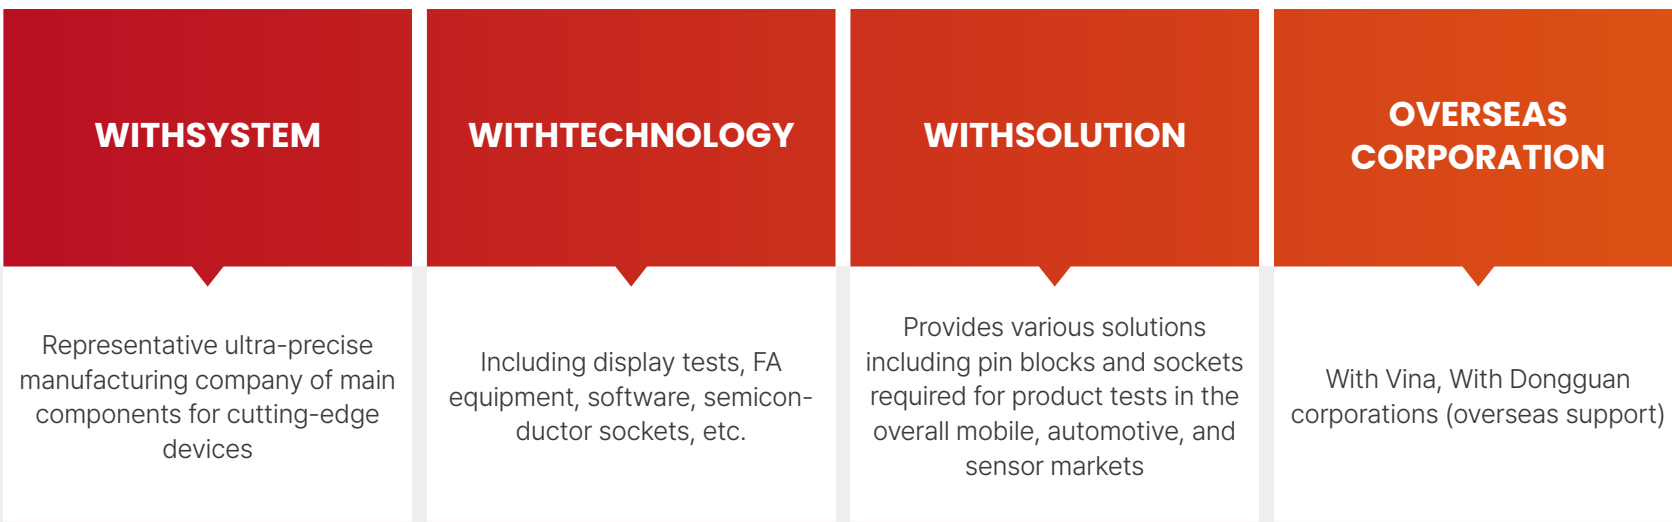 WITHSYSTEM
Representative ultra-precise
manufacturing company of main
components for cutting-edge
devices
WITHTECHNOLOGY
Including display tests, FA
equipment, software, semicon-
ductor sockets, etc.
WITHSOLUTION
Provides various solutions
including pin blocks and sockets
required for product tests in the
overall mobile, automotive, and
sensor markets
OVERSEAS
CORPORATION
With Vina, With Dongguan
corporations (overseas support)